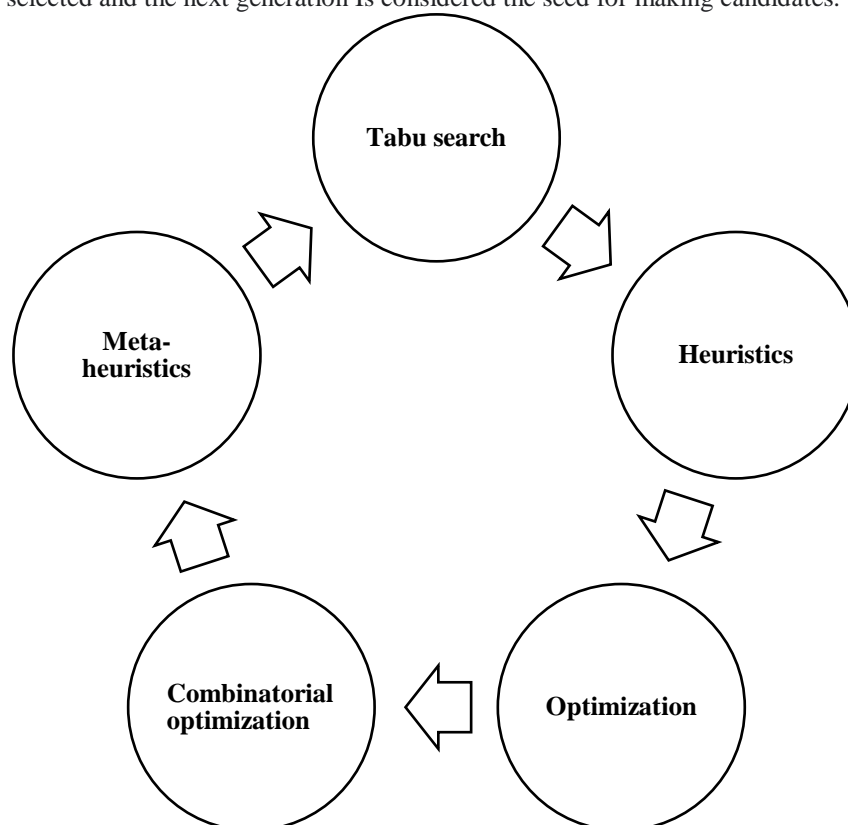 selected and the next generation Is considered the seed for making candidates.
Tabu search
Meta-
heuristics
Heuristics
Combinatorial
optimization
Optimization